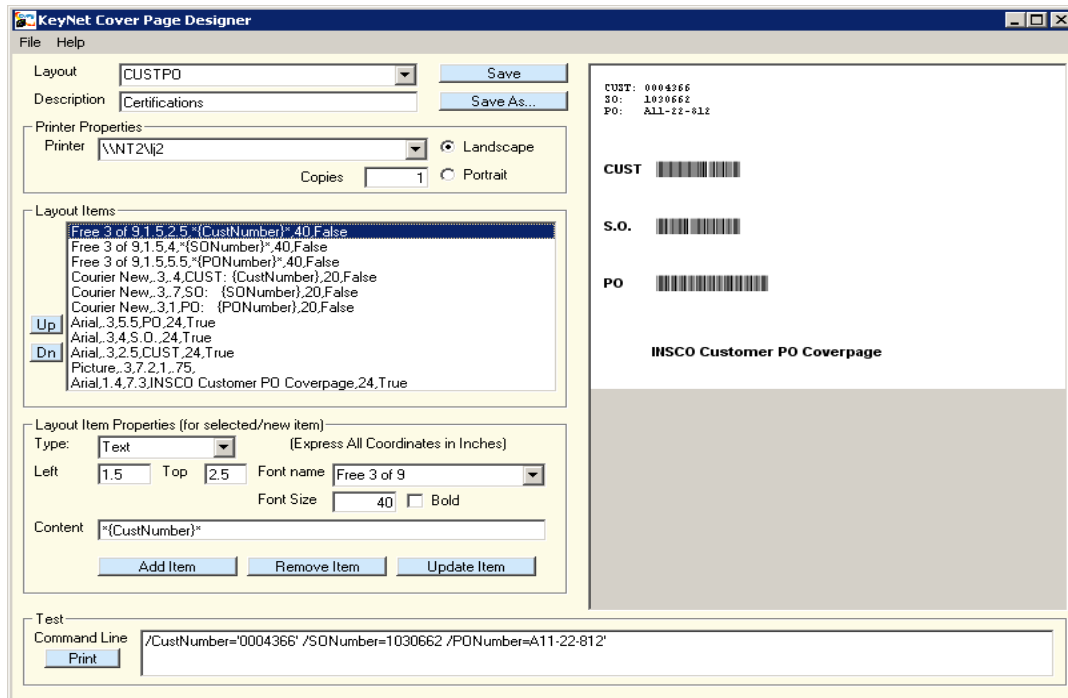 KeyNet Cover Page Designer
File Help
Layout CUSTPO Save
Description Certifications Save As...
Printer Properties
Printer \\NT2\lj2 Landscape
Copies 1 Portrait
Layout Items
Free 3 of 9,1.5,2.5,*{CustNumber}*,40,False
Free 3 of 9,1.5,4,*{SONumber}*,40,False
Free 3 of 9,1.5,5.5,*{PONumber}*,40,False
Courier New,.3,.4,CUST: {CustNumber},20,False
Courier New,.3,.7,SO:   {SONumber},20,False
Courier New,.3,1,PO:   {PONumber},20,False
Arial,.3,5.5,PO,24,True
Arial,.3,4,S.O.,24,True
Arial,.3,2.5,CUST,24,True
Picture,.3,7.2,1,.75,
Arial,1.4,7.3,INSCO Customer PO Coverpage,24,True
Up
Dn
Layout Item Properties (for selected/new item)
Type: Text (Express All Coordinates in Inches)
Left 1.5 Top 2.5 Font name Free 3 of 9
Font Size 40 Bold
Content *{CustNumber}*
Add Item Remove Item Update Item
CUST: 0004366
SO:   1030662
PO:   A11-22-812
CUST
S.O.
PO
INSCO Customer PO Coverpage
Test
Command Line /CustNumber='0004366' /SONumber=1030662 /PONumber=A11-22-812'
Print